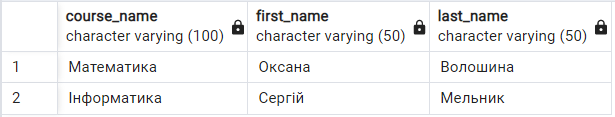 course_name first_name last_name
character varying (100) character varying (50) character varying (50)
1 Математика Оксана Волошина
2 Інформатика Сергій Мельник